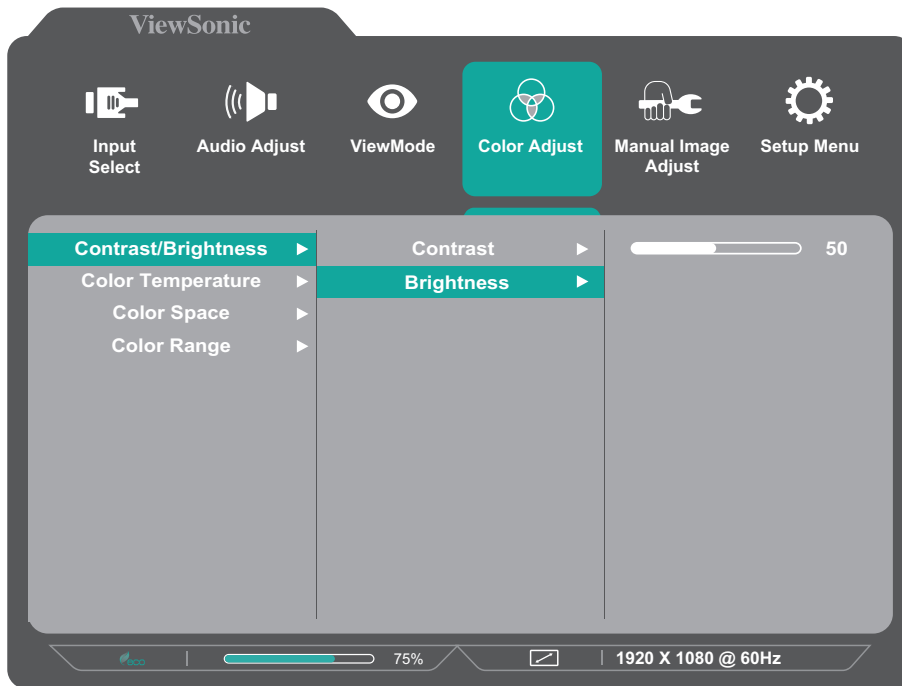 ViewSonic
Input Select
Audio Adjust
ViewMode
Color Adjust
Manual Image Adjust
Setup Menu
Contrast/Brightness
Color Temperature
Color Space
Color Range
Contrast
Brightness
50
eco
75%
1920 X 1080 @ 60Hz